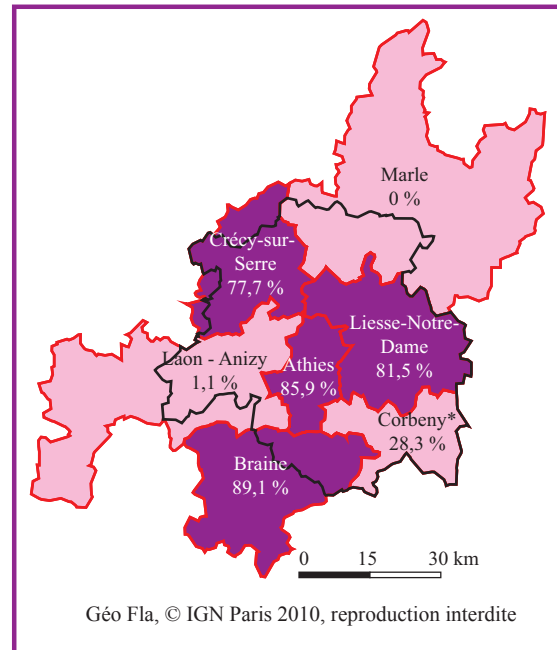 Marle
0 %
Crécy-sur-
Serre
77,7 %
Liesse-Notre-
Dame
81,5 %
Laon - Anizy
1,1 %
Athies
85,9 %
Corbeny*
28,3 %
Braine
89,1 %
0 15 30 km
Géo Fla, © IGN Paris 2010, reproduction interdite